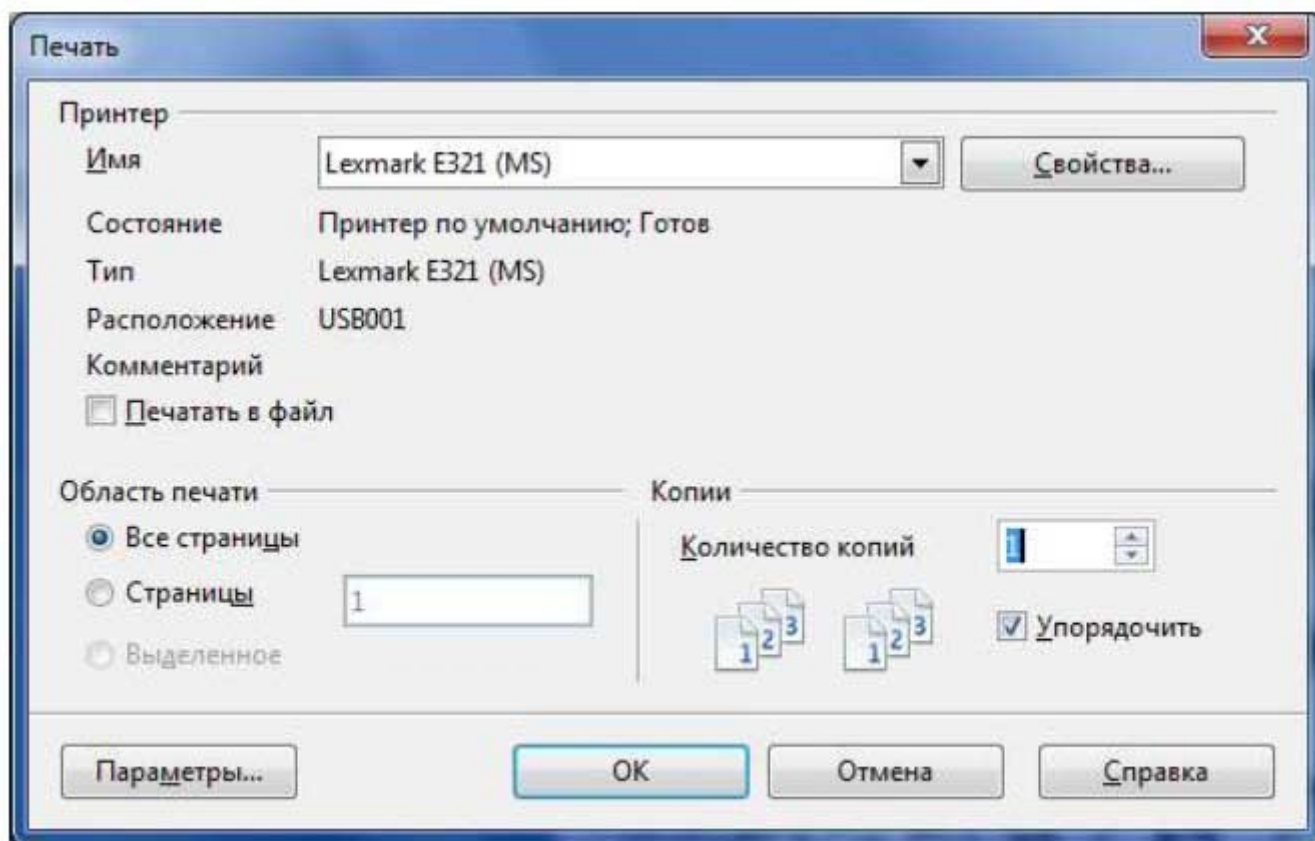 Печать
Принтер
Имя Lexmark E321 (MS) Свойства...
Состояние Принтер по умолчанию; Готов
Тип Lexmark E321 (MS)
Расположение USB001
Комментарий
Печатать в файл
Область печати
Все страницы
Страницы 1
Выделенное
Копии
Количество копий 1
1 2 3 1 2 3 Упорядочить
Параметры... ОК Отмена Справка